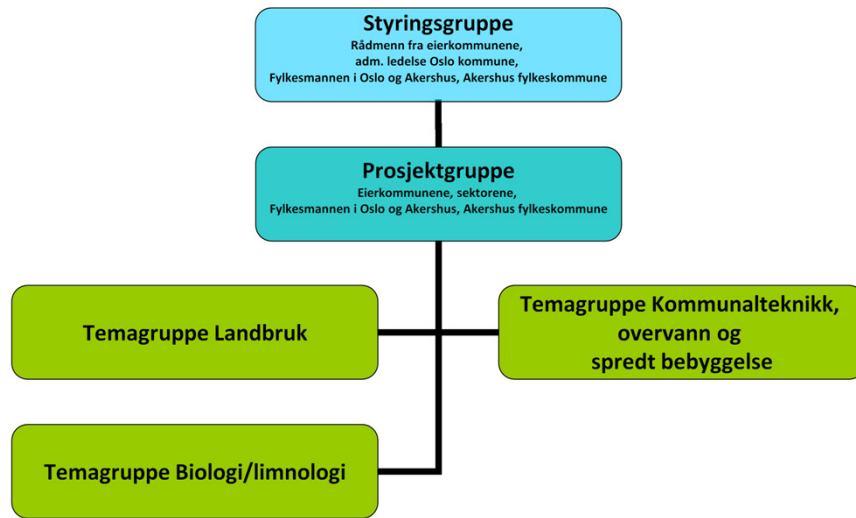 Styringsgruppe
Rådmenn fra eierkommunene,
adm. ledelse Oslo kommune,
Fylkesmannen i Oslo og Akershus, Akershus fylkeskommune
Prosjektgruppe
Eierkommunene, sektorene,
Fylkesmannen i Oslo og Akershus, Akershus fylkeskommune
Temagruppe Landbruk
Temagruppe Kommunalteknikk,
overvann og
spredt bebyggelse
Temagruppe Biologi/limnologi